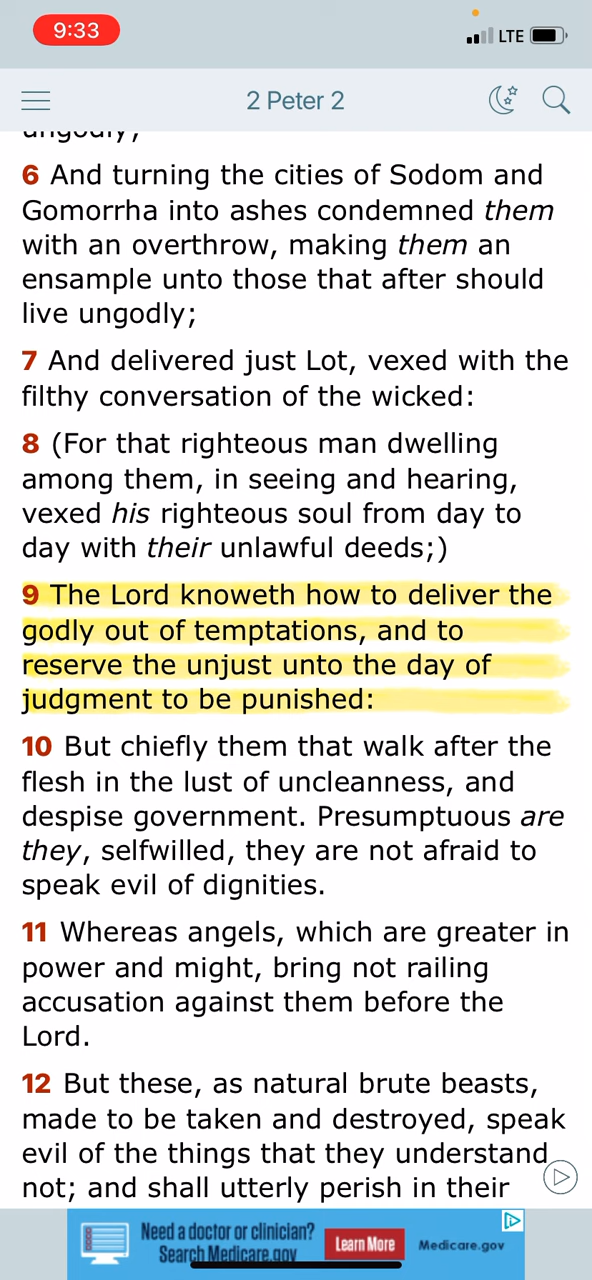 9:33
LTE
2 Peter 2
ungodly;
6 And turning the cities of Sodom and
Gomorrha into ashes condemned them
with an overthrow, making them an
ensample unto those that after should
live ungodly;
7 And delivered just Lot, vexed with the
filthy conversation of the wicked:
8 (For that righteous man dwelling
among them, in seeing and hearing,
vexed his righteous soul from day to
day with their unlawful deeds;)
9 The Lord knoweth how to deliver the
godly out of temptations, and to
reserve the unjust unto the day of
judgment to be punished:
10 But chiefly them that walk after the
flesh in the lust of uncleanness, and
despise government. Presumptuous are
they, selfwilled, they are not afraid to
speak evil of dignities.
11 Whereas angels, which are greater in
power and might, bring not railing
accusation against them before the
Lord.
12 But these, as natural brute beasts,
made to be taken and destroyed, speak
evil of the things that they understand
not; and shall utterly perish in their
Need a doctor or clinician?
Search Medicare.gov
Learn More
Medicare.gov